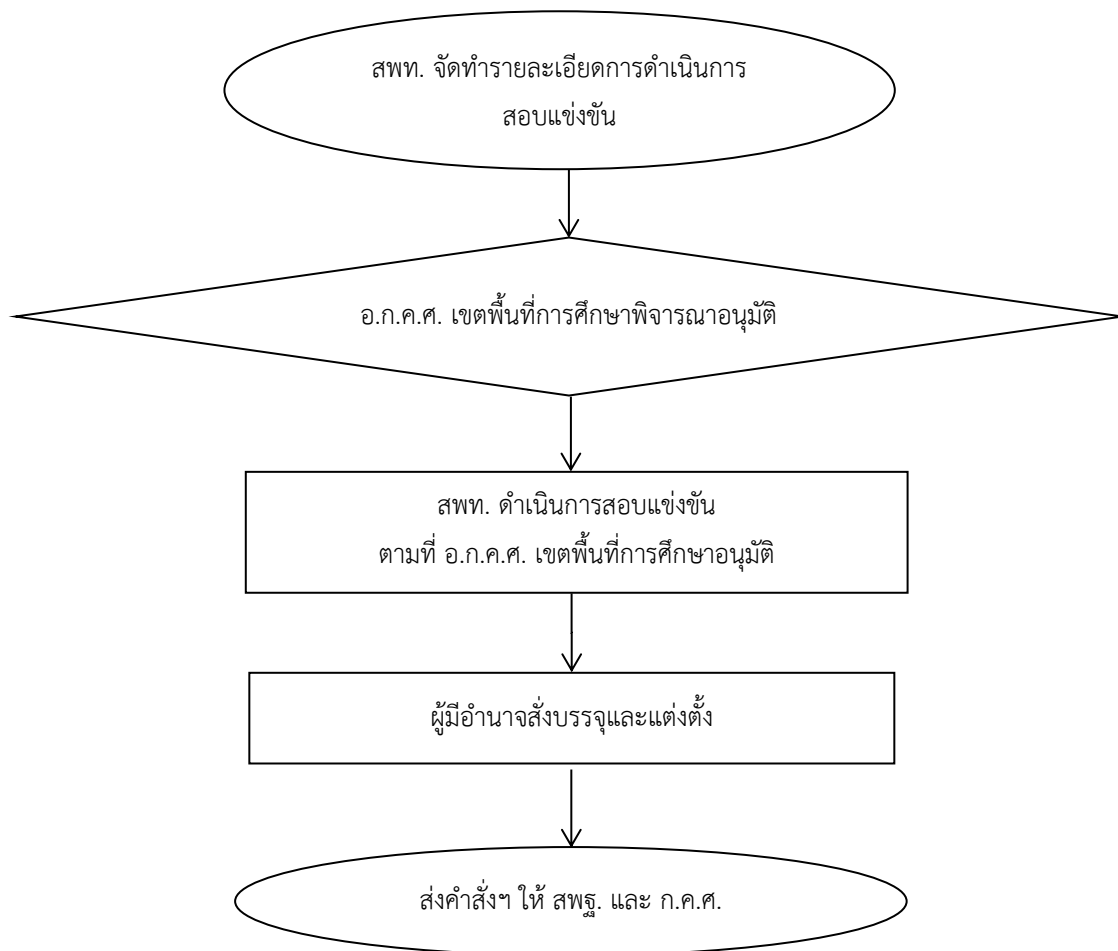 สพท. จัดทำรายละเอียดการดำเนินการ
สอบแข่งขัน
อ.ก.ค.ศ. เขตพื้นที่การศึกษาพิจารณาอนุมัติ
สพท. ดำเนินการสอบแข่งขัน
ตามที่ อ.ก.ค.ศ. เขตพื้นที่การศึกษาอนุมัติ
ผู้มีอำนาจสั่งบรรจุและแต่งตั้ง
ส่งคำสั่งฯ ให้ สพฐ. และ ก.ค.ศ.